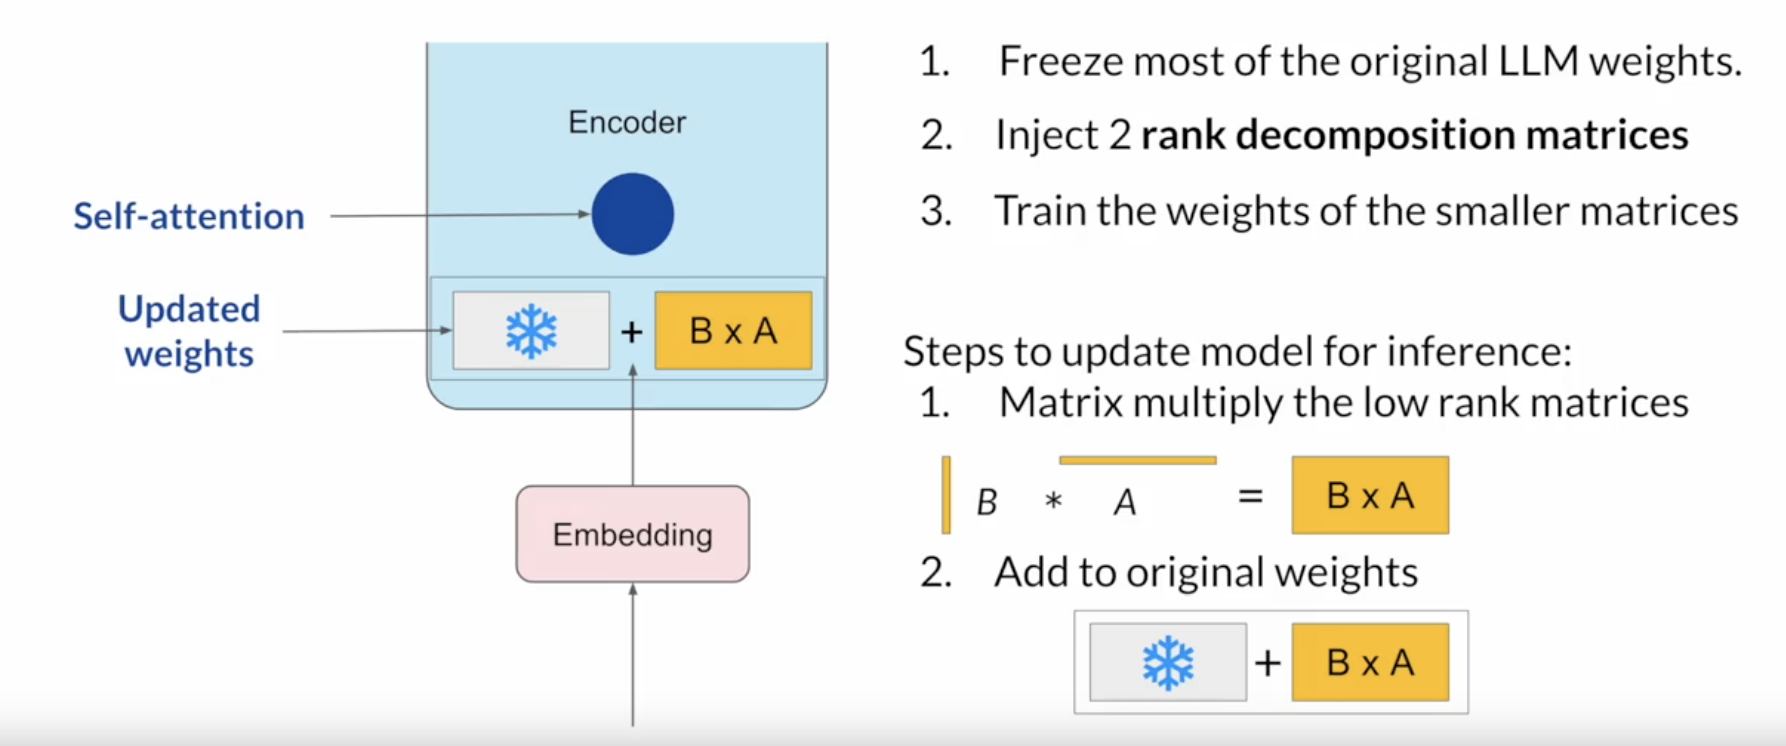 Encoder
Self-attention
Updated
weights
+
B x A
Embedding
1. Freeze most of the original LLM weights.
2. Inject 2 rank decomposition matrices
3. Train the weights of the smaller matrices
Steps to update model for inference:
1. Matrix multiply the low rank matrices
B * A = B x A
2. Add to original weights
+ B x A